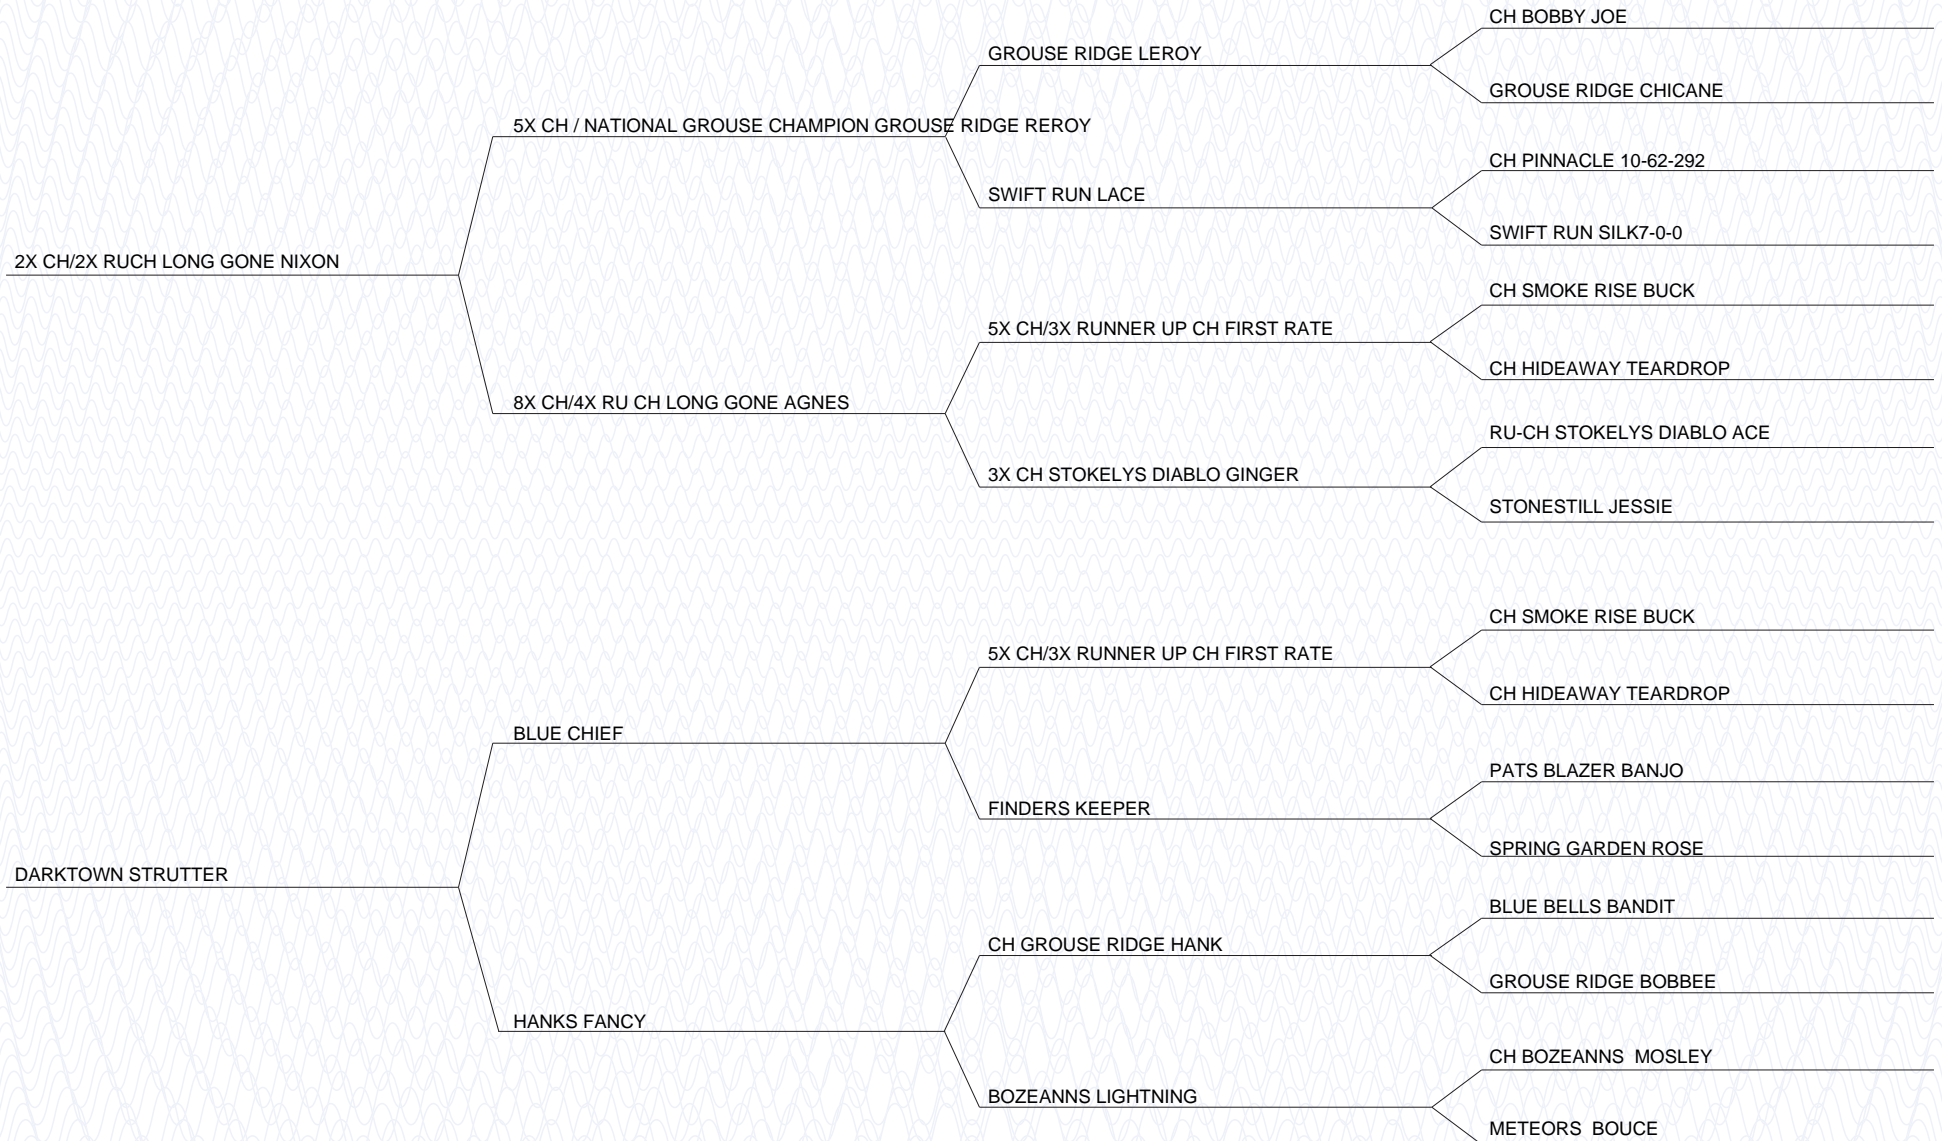 CH BOBBY JOE
GROUSE RIDGE LEROY
GROUSE RIDGE CHICANE
5X CH / NATIONAL GROUSE CHAMPION GROUSE RIDGE REROY
CH PINNACLE 10-62-292
SWIFT RUN LACE
SWIFT RUN SILK7-0-0
2X CH/2X RUCH LONG GONE NIXON
CH SMOKE RISE BUCK
5X CH/3X RUNNER UP CH FIRST RATE
CH HIDEAWAY TEARDROP
8X CH/4X RU CH LONG GONE AGNES
RU-CH STOKELYS DIABLO ACE
3X CH STOKELYS DIABLO GINGER
STONESTILL JESSIE
CH SMOKE RISE BUCK
5X CH/3X RUNNER UP CH FIRST RATE
CH HIDEAWAY TEARDROP
BLUE CHIEF
PATS BLAZER BANJO
FINDERS KEEPER
SPRING GARDEN ROSE
DARKTOWN STRUTTER
BLUE BELLS BANDIT
CH GROUSE RIDGE HANK
GROUSE RIDGE BOBBEE
HANKS FANCY
CH BOZEANNS  MOSLEY
BOZEANNS LIGHTNING
METEORS  BOUCE